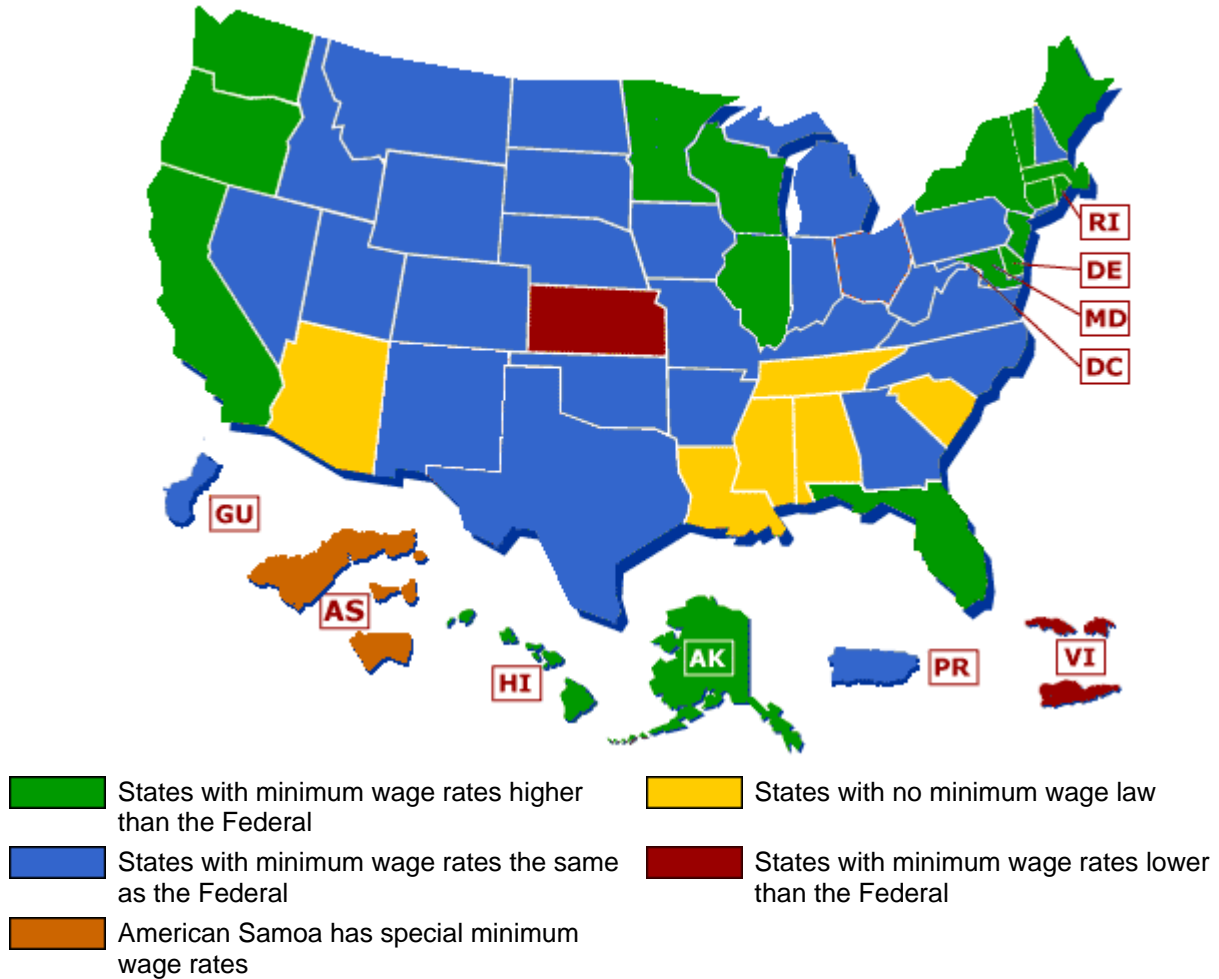 RI
DE
MD
DC
GU
AS
HI
AK
PR
VI
States with minimum wage rates higher
than the Federal
States with no minimum wage law
States with minimum wage rates the same
as the Federal
States with minimum wage rates lower
than the Federal
American Samoa has special minimum
wage rates